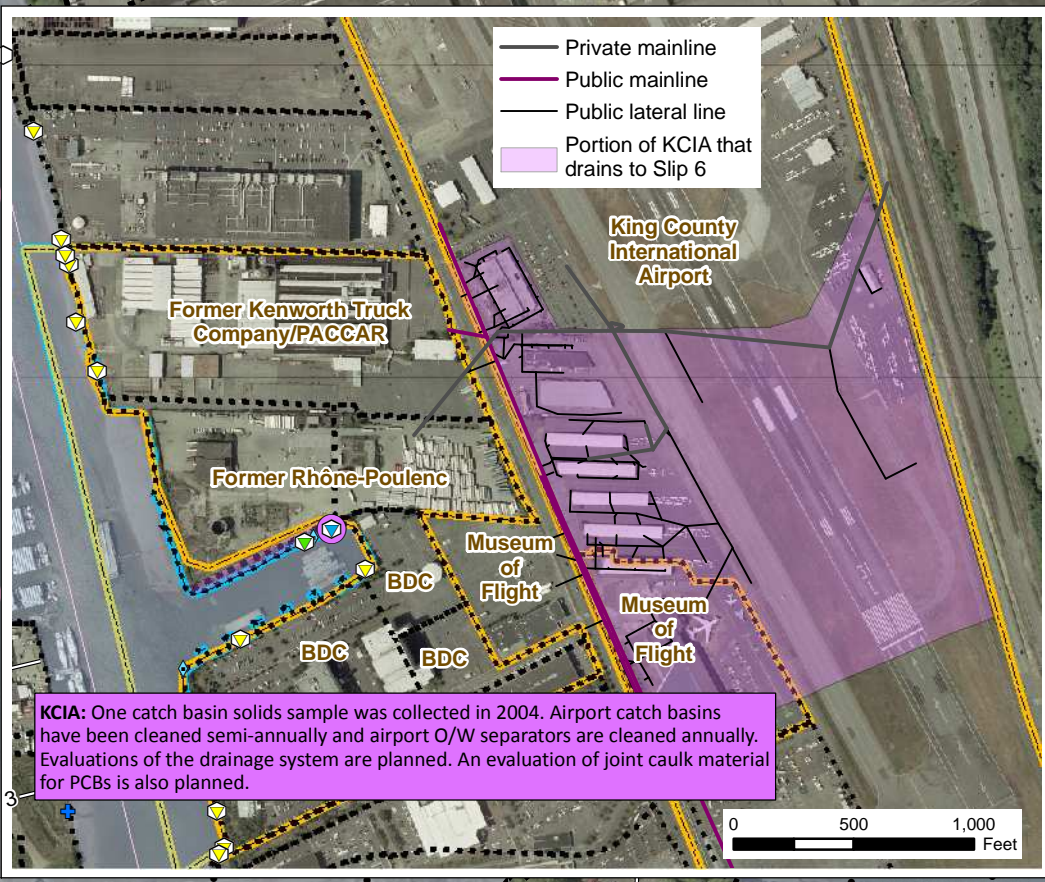 Private mainline
Public mainline
Public lateral line
Portion of KCIA that
drains to Slip 6
King County
International
Airport
Former Kenworth Truck
Company/PACCAR
Former Rhône-Poulenc
Museum
of
Flight
BDC
Museum
of
Flight
BDC
BDC
KCIA: One catch basin solids sample was collected in 2004. Airport catch basins
have been cleaned semi-annually and airport O/W separators are cleaned annually.
Evaluations of the drainage system are planned. An evaluation of joint caulk material
for PCBs is also planned.
3
0 500 1,000
Feet